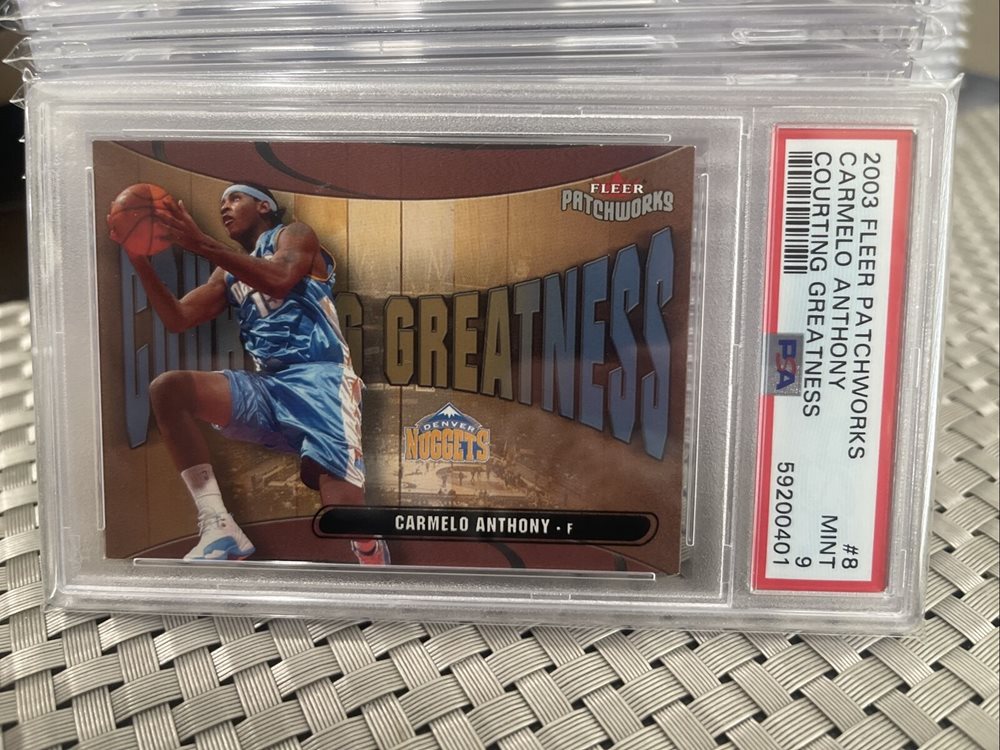 FLEER
PATCHWORKS
COURTING GREATNESS
DENVER
NUGGETS
CARMELO ANTHONY • F
2003 FLEER PATCHWORKS #8
CARMELO ANTHONY MINT
COURTING GREATNESS 9
PSA 59200401